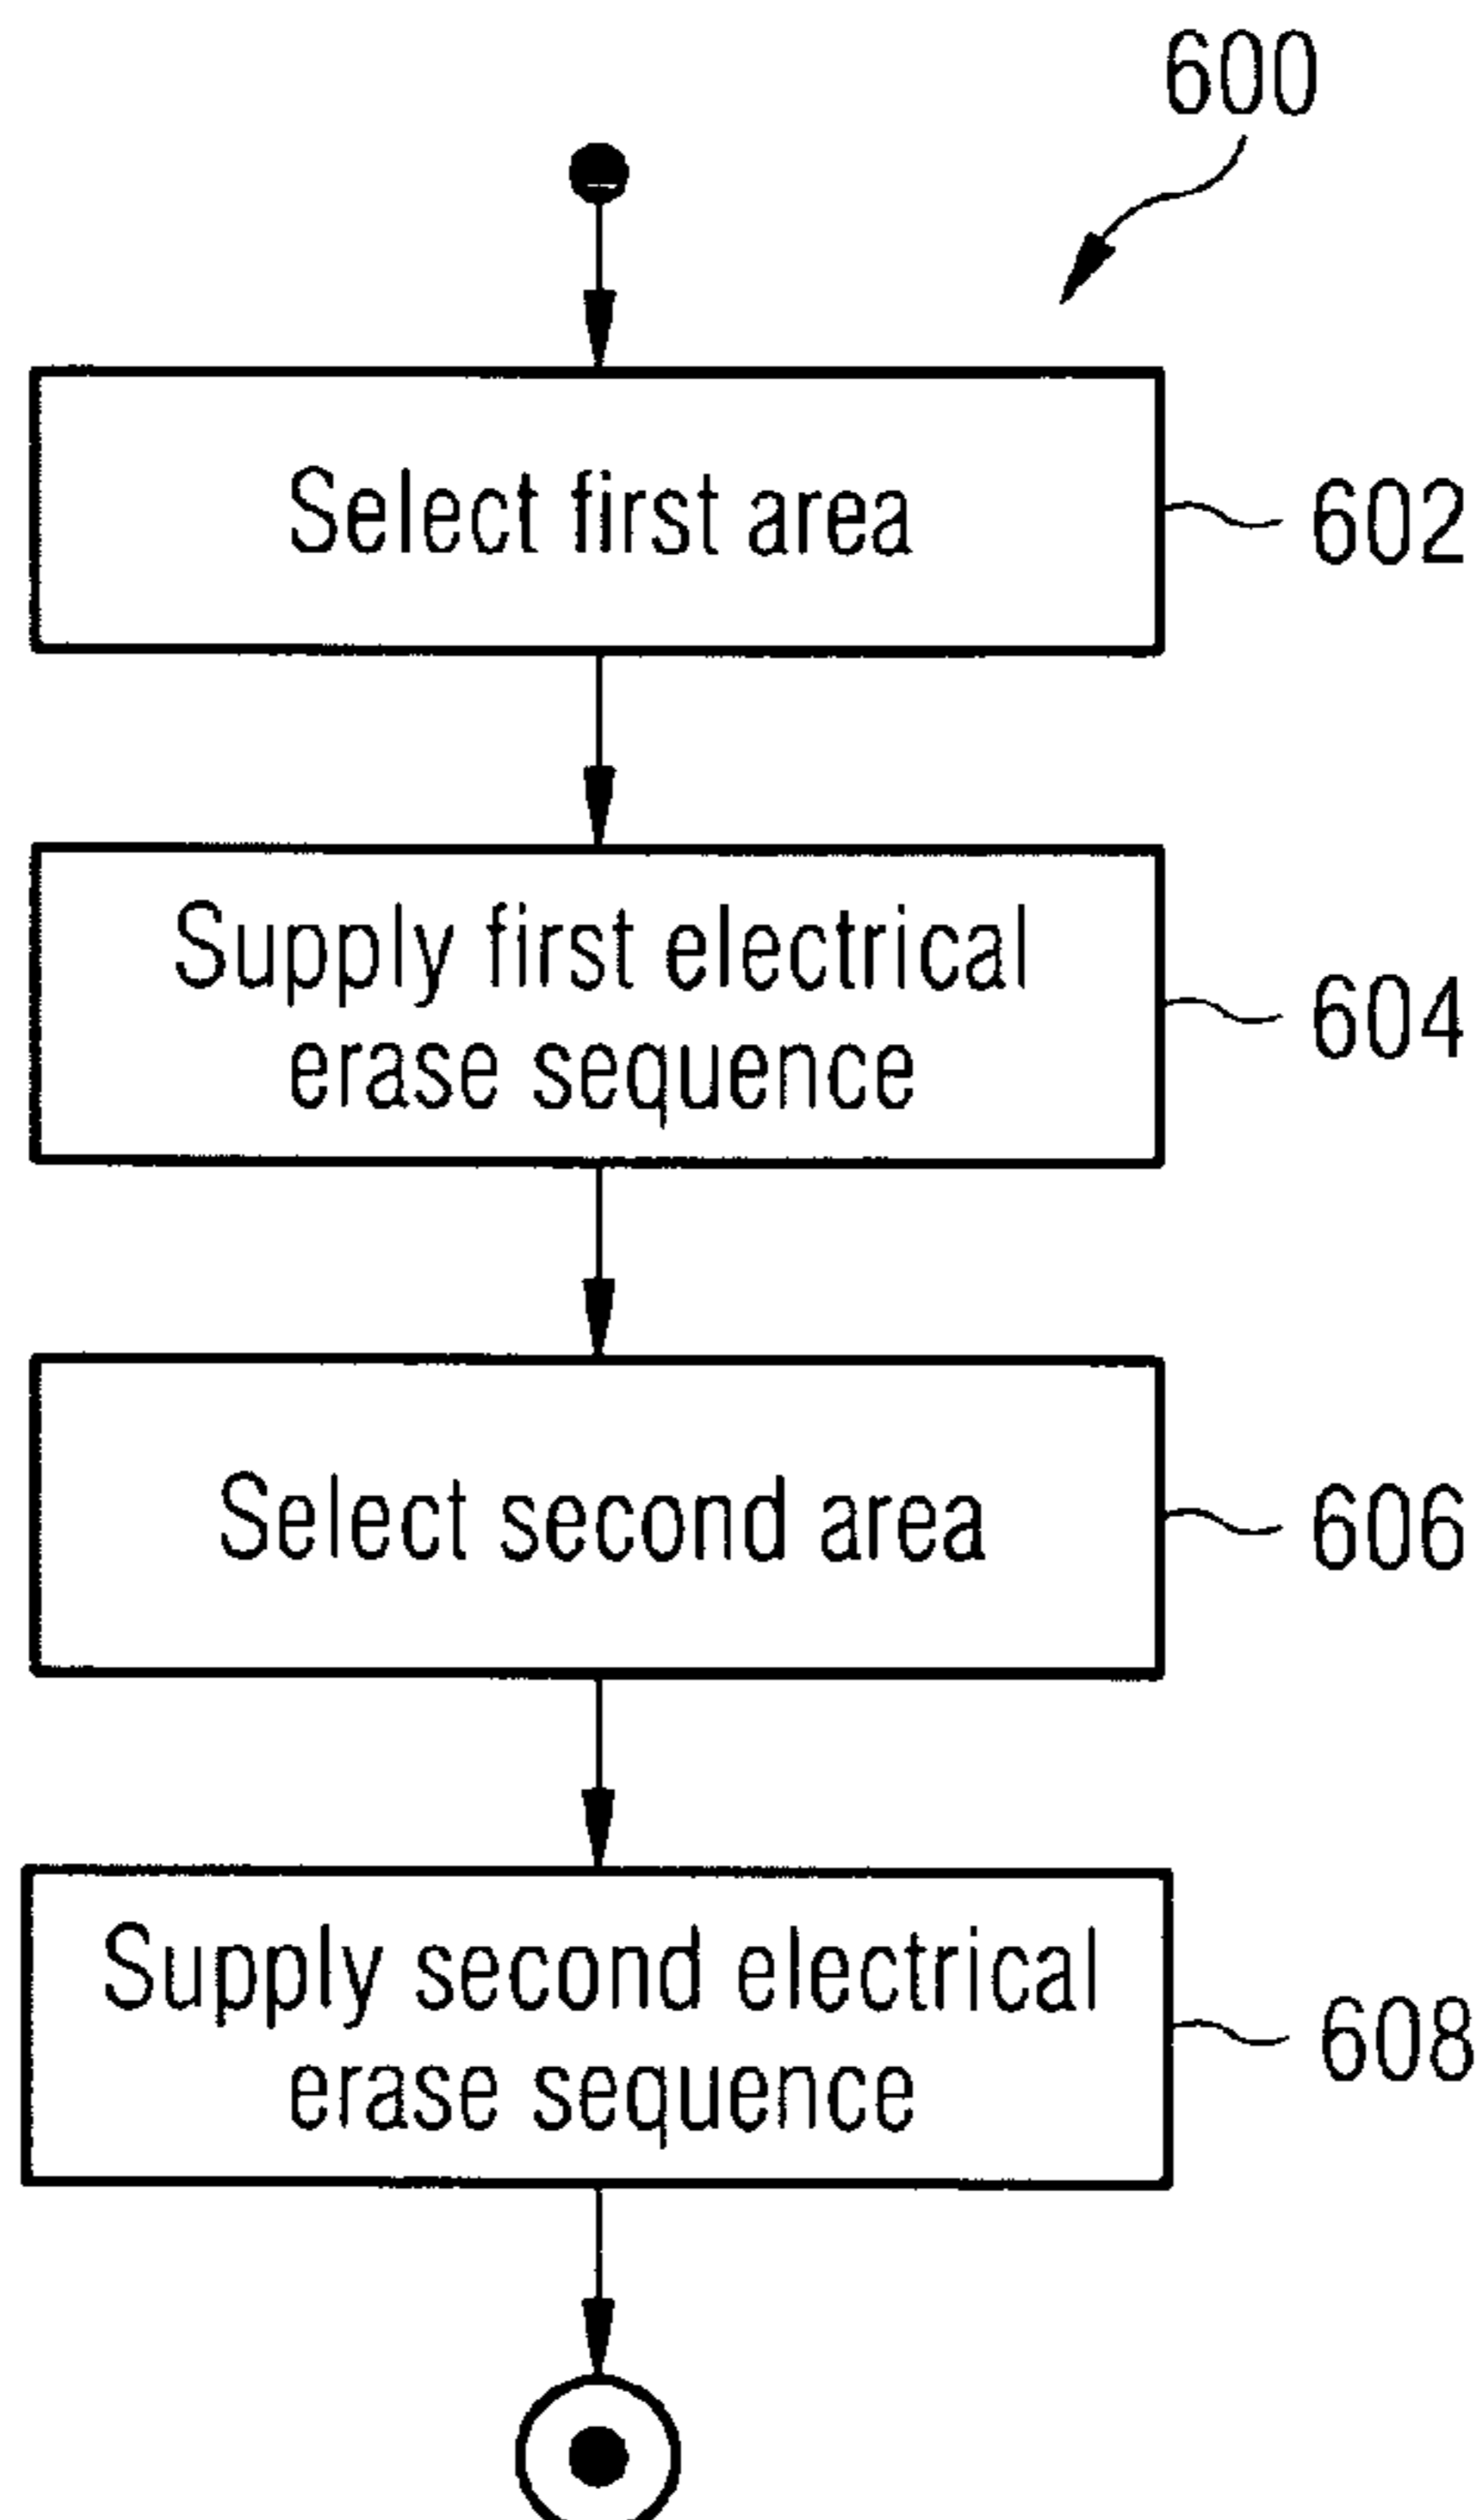 600
Select first area
602
Supply first electrical
erase sequence
604
Select second area
606
Supply second electrical
erase sequence
608